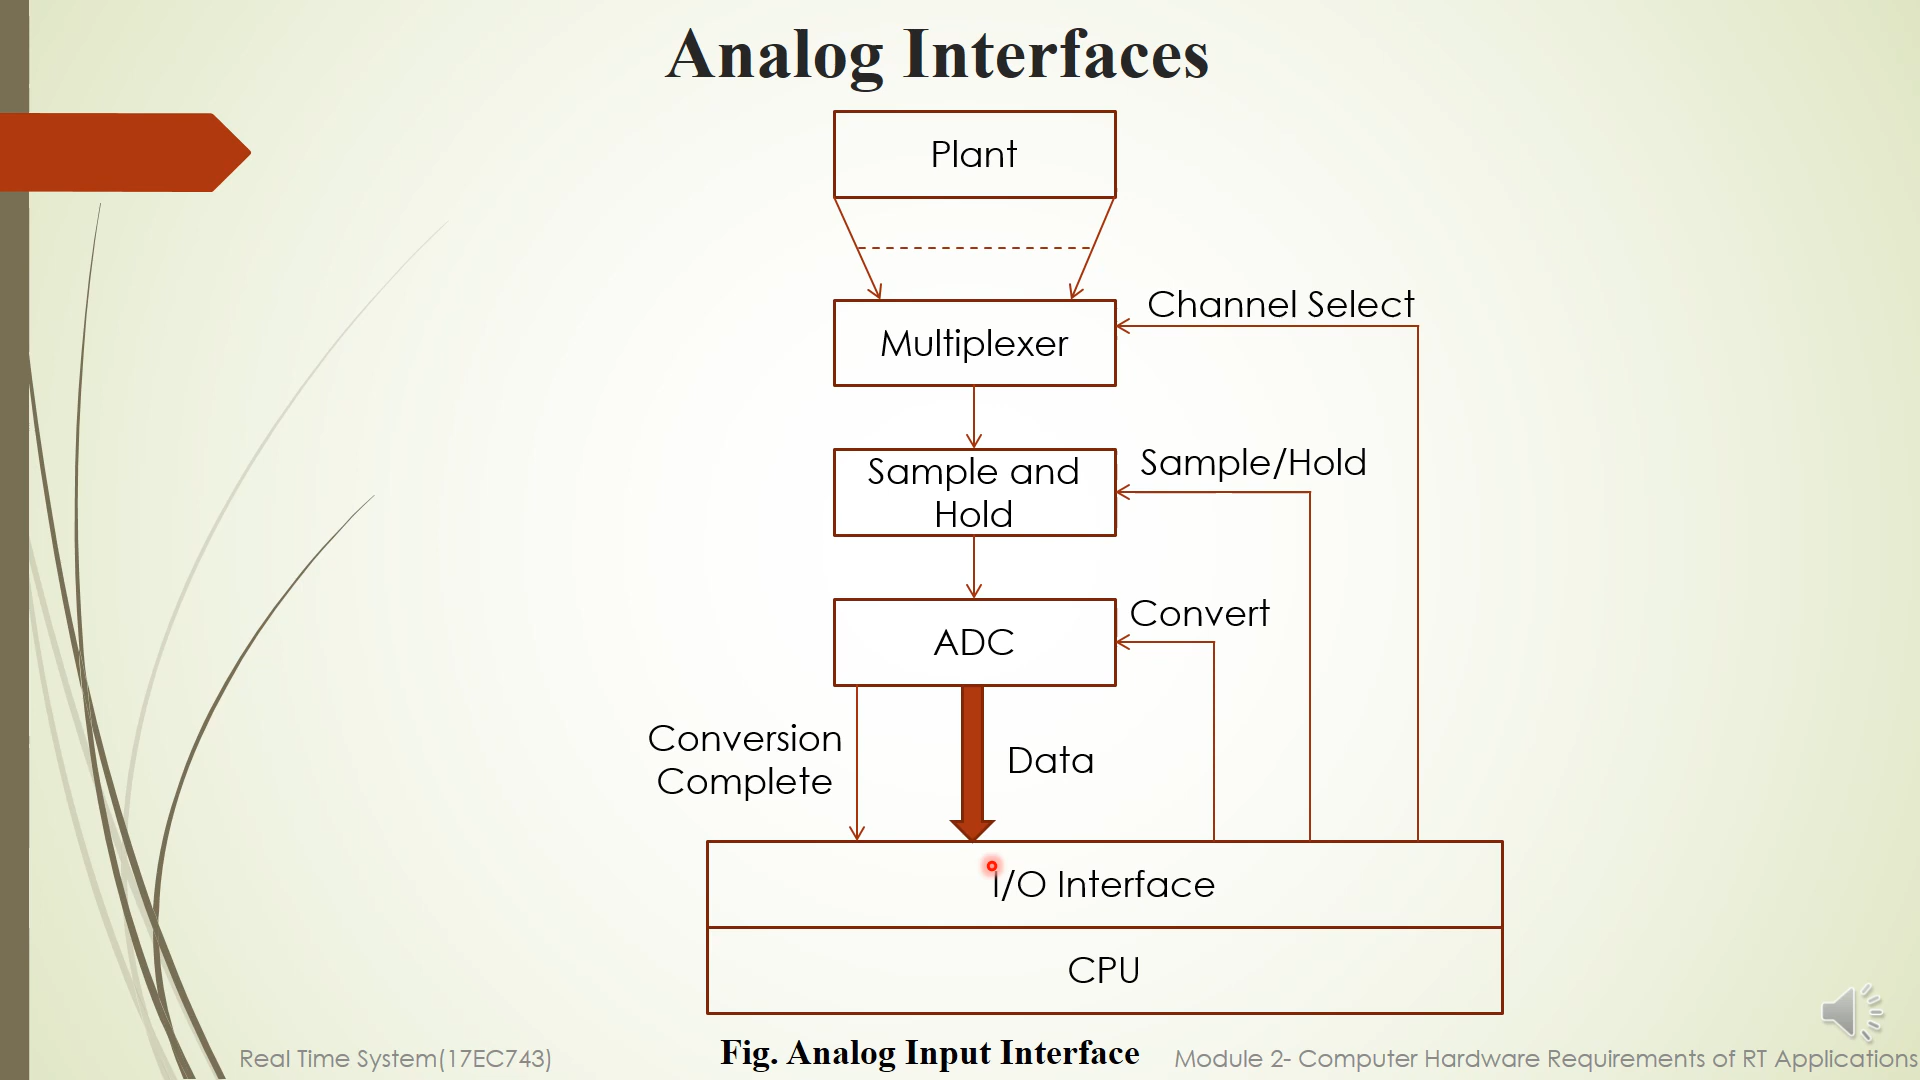 Analog Interfaces
Plant
Channel Select
Multiplexer
Sample/Hold
Sample and
Hold
Convert
ADC
Conversion
Complete
Data
I/O Interface
CPU
Fig. Analog Input Interface
Real Time System(17EC743)
Module 2- Computer Hardware Requirements of RT Applications